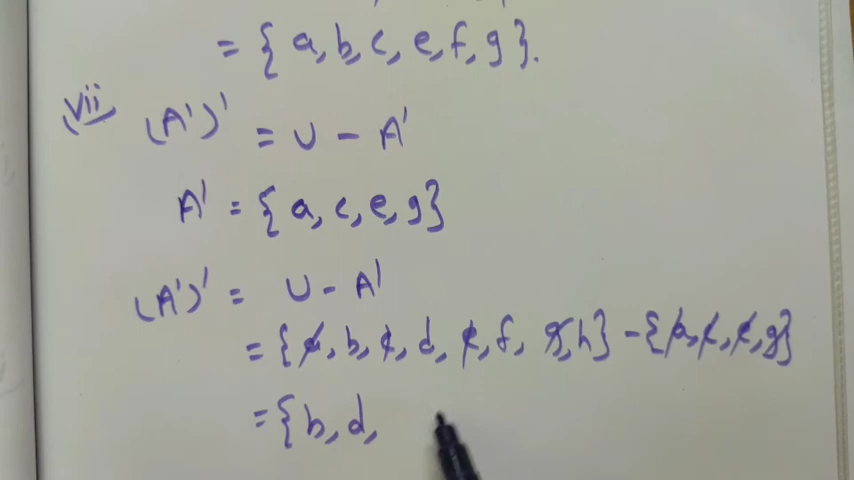 = {a, b, c, e, f, g}.
(vii (A')' = U - A'
A' = {a, c, e, g}
(A')' = U - A'
= {a, b, c, d, e, f, g, h} - {a, c, e, g}
= {b, d,